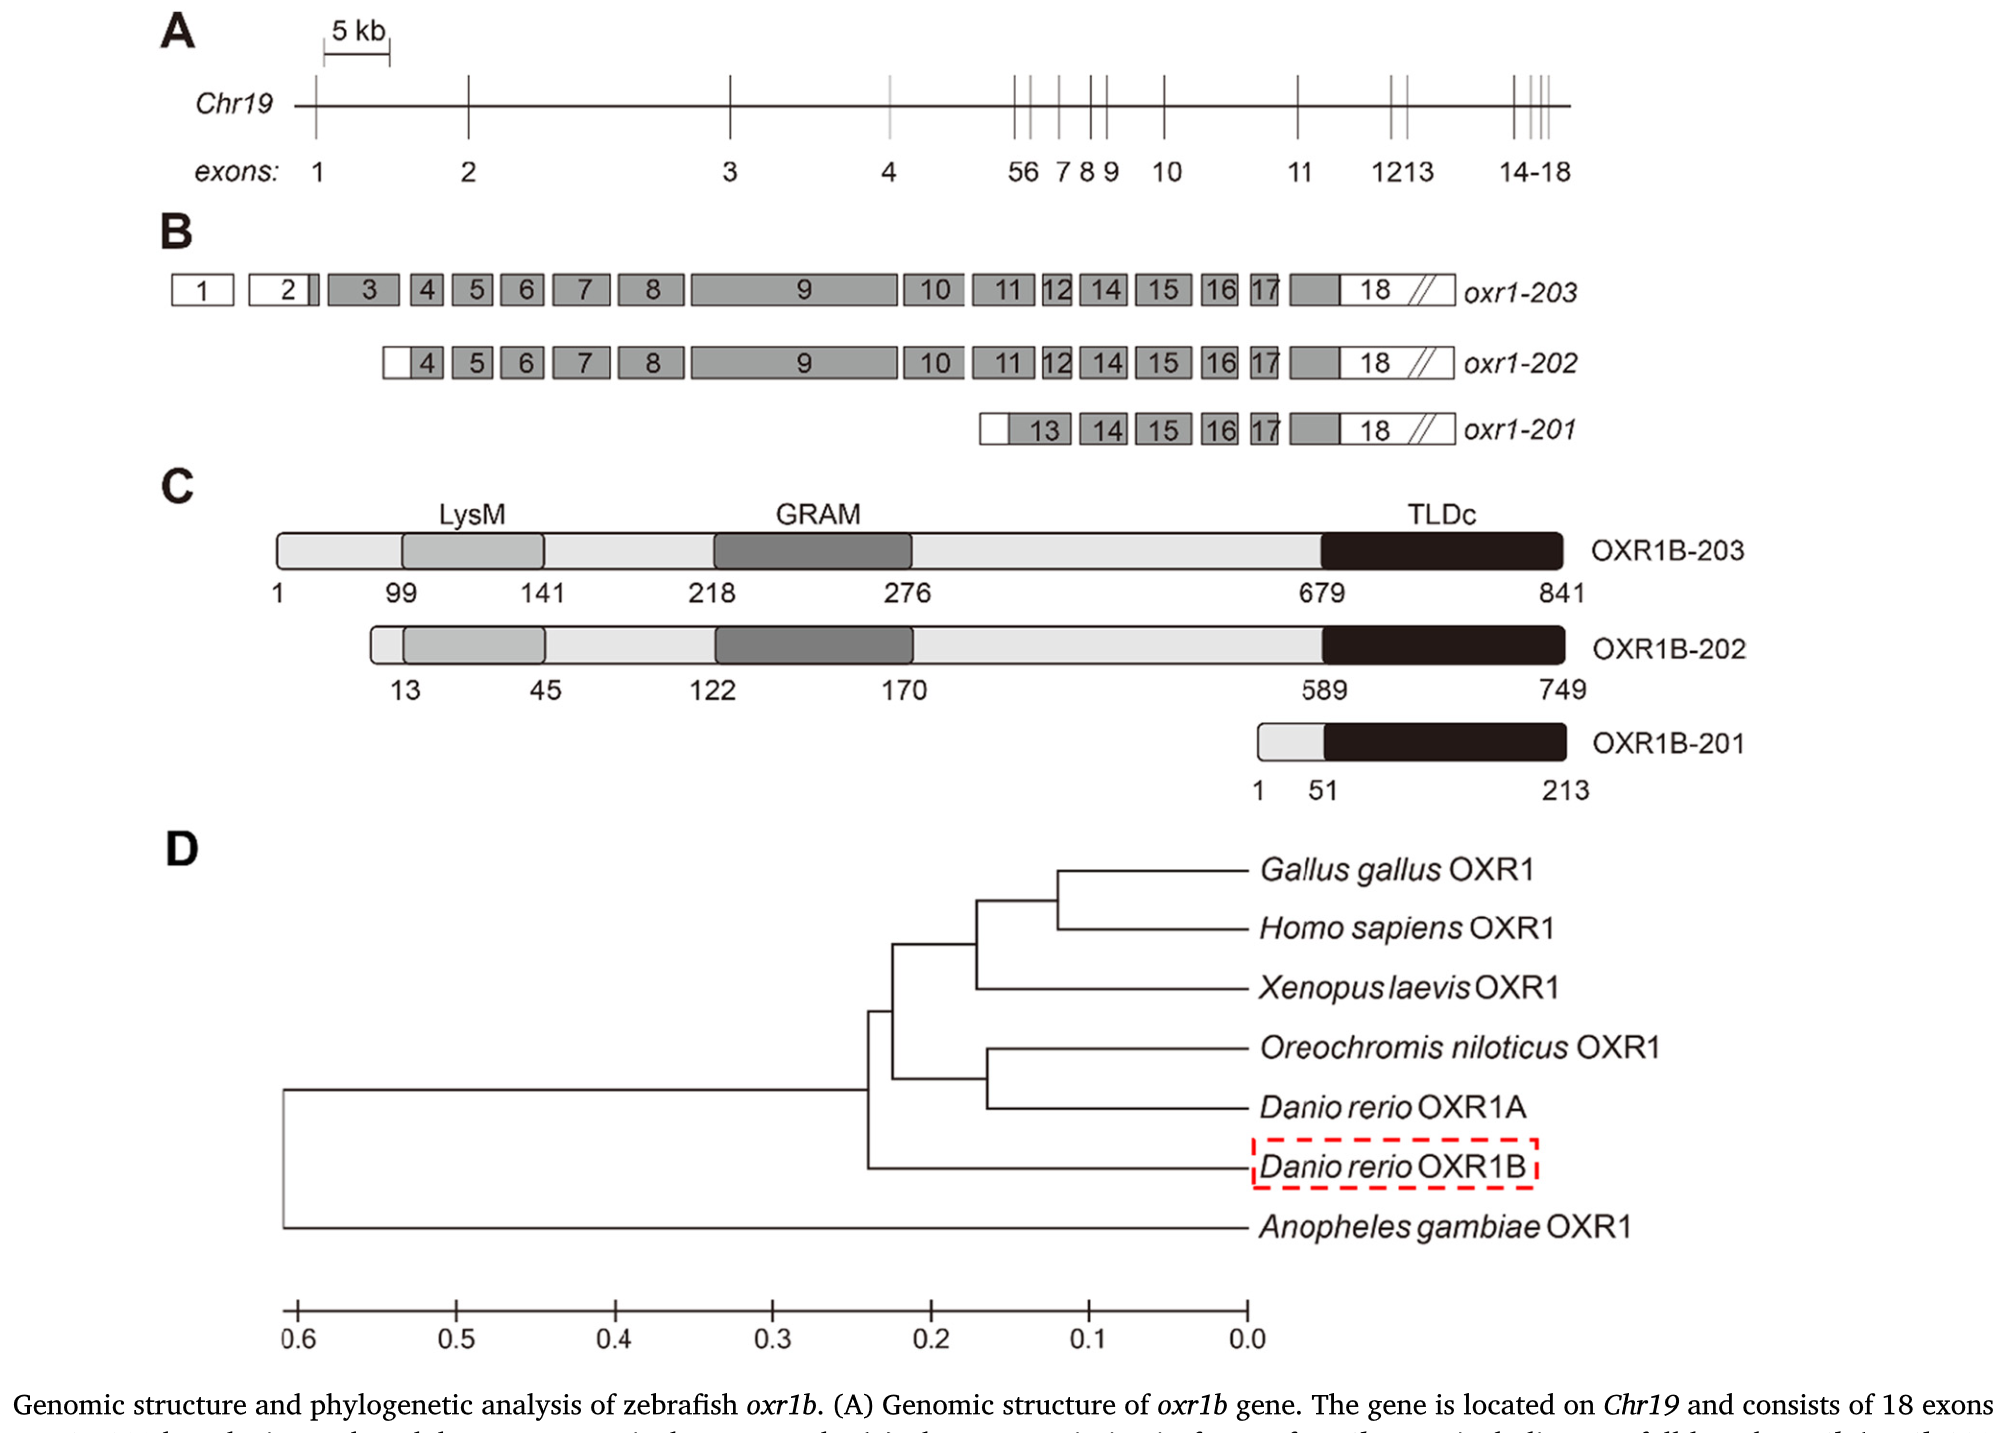 A
5 kb
Chr19
exons: 1 2 3 4 56 7 8 9 10 11 1213 14-18
B
1 2 3 4 5 6 7 8 9 10 11 12 14 15 16 17 18 oxr1-203
4 5 6 7 8 9 10 11 12 14 15 16 17 18 oxr1-202
13 14 15 16 17 18 oxr1-201
C
LysM GRAM TLDc
OXR1B-203
1 99 141 218 276 679 841
OXR1B-202
13 45 122 170 589 749
OXR1B-201
1 51 213
D
Gallus gallus OXR1
Homo sapiens OXR1
Xenopus laevis OXR1
Oreochromis niloticus OXR1
Danio rerio OXR1A
Danio rerio OXR1B
Anopheles gambiae OXR1
0.6 0.5 0.4 0.3 0.2 0.1 0.0
Genomic structure and phylogenetic analysis of zebrafish oxr1b. (A) Genomic structure of oxr1b gene. The gene is located on Chr19 and consists of 18 exons